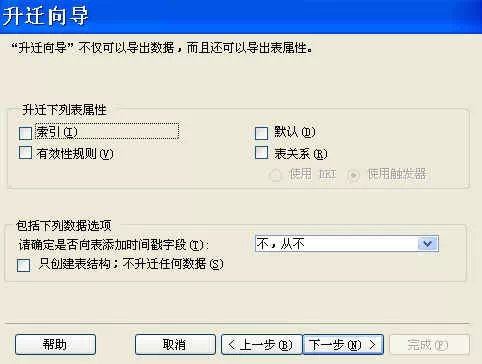 升迁向导
“升迁向导”不仅可以导出数据，而且还可以导出表属性。
升迁下列表属性
索引(I) 默认(D)
有效性规则(V) 表关系(R)
使用 DRI 使用触发器
包括下列数据选项
请确定是否向表添加时间戳字段(T): 不，从不
只创建表结构；不升迁任何数据(S)
帮助 取消 < 上一步(B) 下一步(N) > 完成(F)